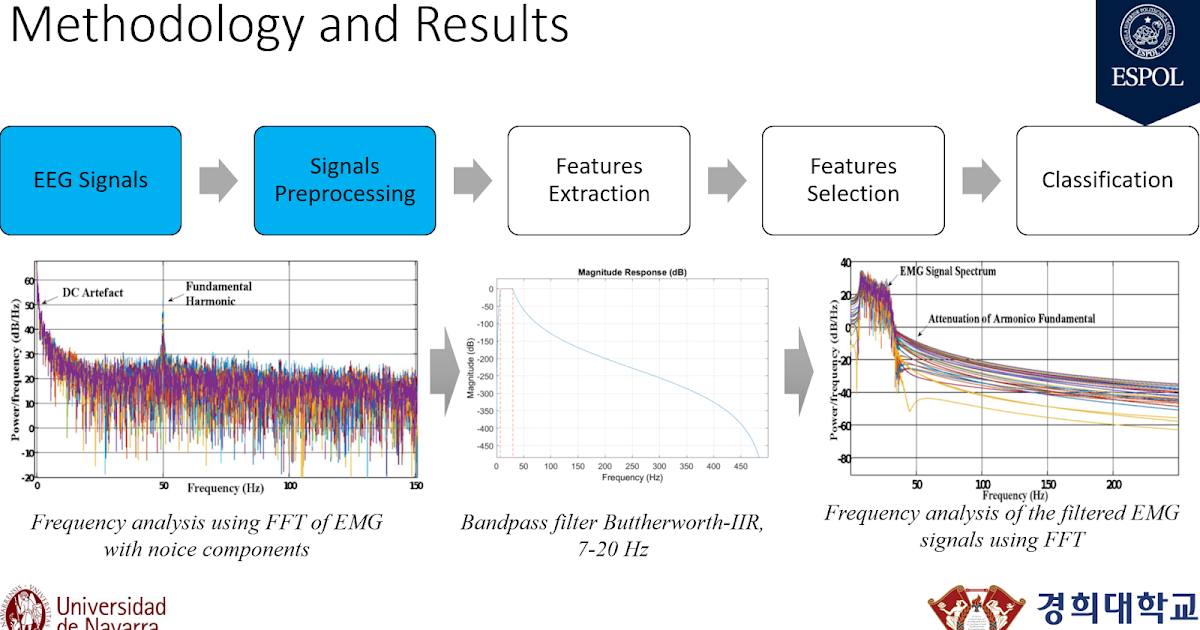 Methodology and Results
ESPOL
EEG Signals
Signals
Preprocessing
Features
Extraction
Features
Selection
Classification
60
50
40
30
20
10
0
-10
-20
Power/frequency (dB/Hz)
DC Artefact
Fundamental
Harmonic
0
50
100
150
Frequency (Hz)
Frequency analysis using FFT of EMG
with noice components
Magnitude Response (dB)
0
-50
-100
-150
-200
-250
-300
-350
-400
-450
Magnitude (dB)
0
50
100
150
200
250
300
350
400
450
Frequency (Hz)
Bandpass filter Buttherworth-IIR,
7-20 Hz
40
20
0
-20
-40
-60
-80
Power/frequency (dB/Hz)
EMG Signal Spectrum
Attenuation of Armonico Fundamental
50
100
150
200
Frequency (Hz)
Frequency analysis of the filtered EMG
signals using FFT
Universidad
de Navarra
경희대학교